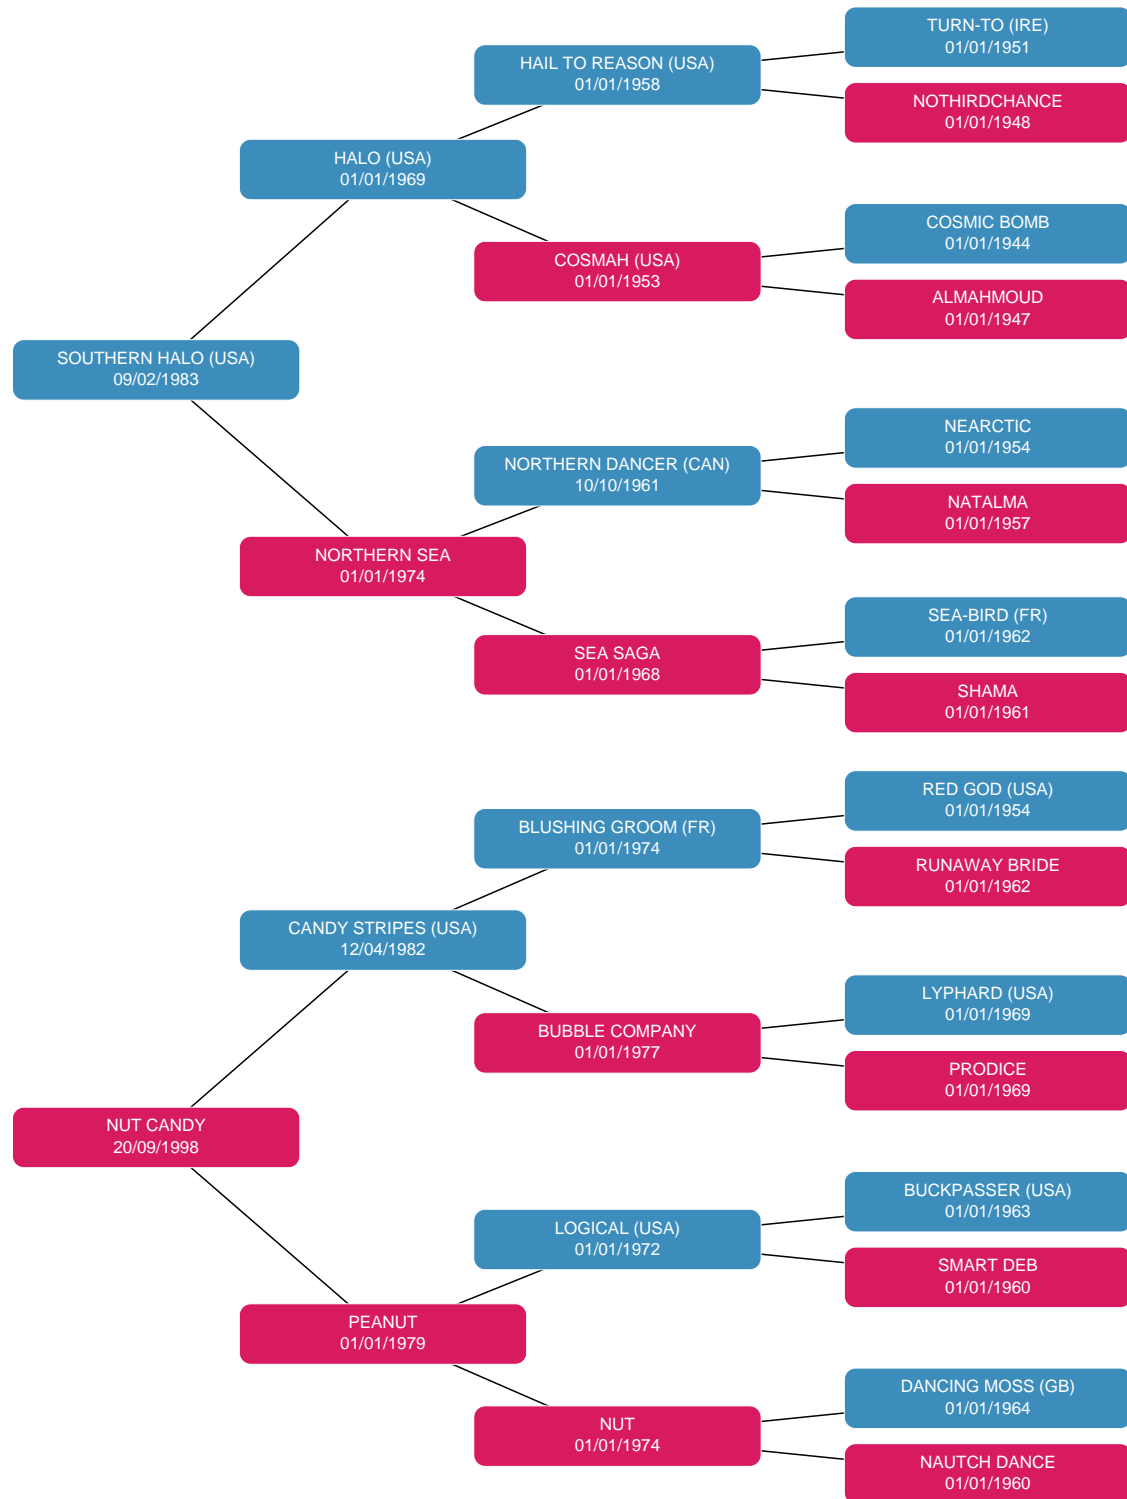 TURN-TO (IRE)
01/01/1951
HAIL TO REASON (USA)
01/01/1958
NOTHIRDCHANCE
01/01/1948
HALO (USA)
01/01/1969
COSMIC BOMB
01/01/1944
COSMAH (USA)
01/01/1953
ALMAHMOUD
01/01/1947
SOUTHERN HALO (USA)
09/02/1983
NEARCTIC
01/01/1954
NORTHERN DANCER (CAN)
10/10/1961
NATALMA
01/01/1957
NORTHERN SEA
01/01/1974
SEA-BIRD (FR)
01/01/1962
SEA SAGA
01/01/1968
SHAMA
01/01/1961
RED GOD (USA)
01/01/1954
BLUSHING GROOM (FR)
01/01/1974
RUNAWAY BRIDE
01/01/1962
CANDY STRIPES (USA)
12/04/1982
LYPHARD (USA)
01/01/1969
BUBBLE COMPANY
01/01/1977
PRODICE
01/01/1969
NUT CANDY
20/09/1998
BUCKPASSER (USA)
01/01/1963
LOGICAL (USA)
01/01/1972
SMART DEB
01/01/1960
PEANUT
01/01/1979
DANCING MOSS (GB)
01/01/1964
NUT
01/01/1974
NAUTCH DANCE
01/01/1960